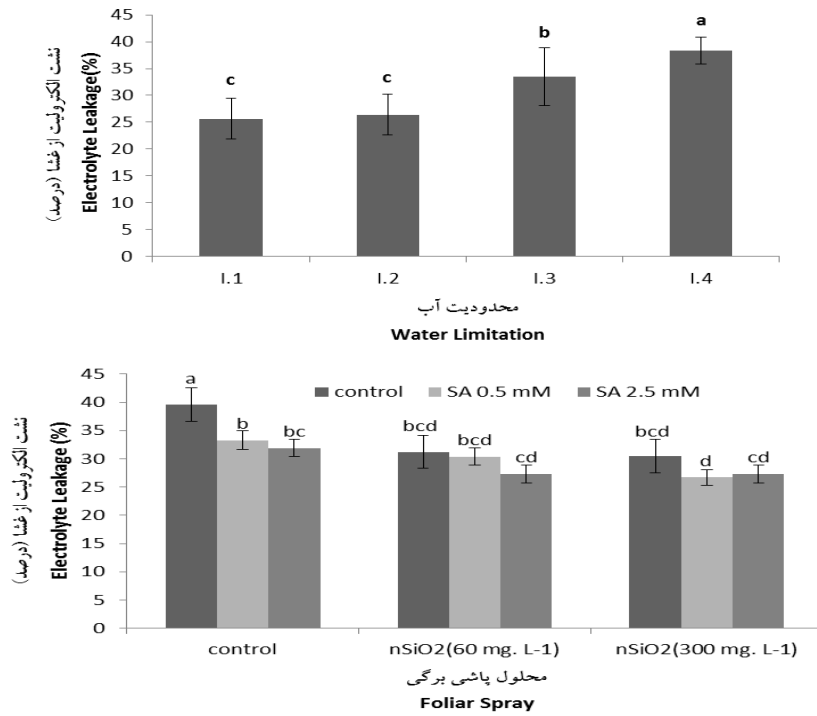 نشت الکترولیت از غشا (درصد)
Electrolyte Leakage(%)
45
40
35
30
25
20
15
10
5
0
c
c
b
a
I.1
I.2
I.3
I.4
محدودیت آب
Water Limitation
نشت الکترولیت از غشا (درصد)
Electrolyte Leakage (%)
45
40
35
30
25
20
15
10
5
0
control
SA 0.5 mM
SA 2.5 mM
a
b
bc
bcd
bcd
cd
bcd
d
cd
control
nSiO2(60 mg. L-1)
nSiO2(300 mg. L-1)
محلول پاشی برگی
Foliar Spray